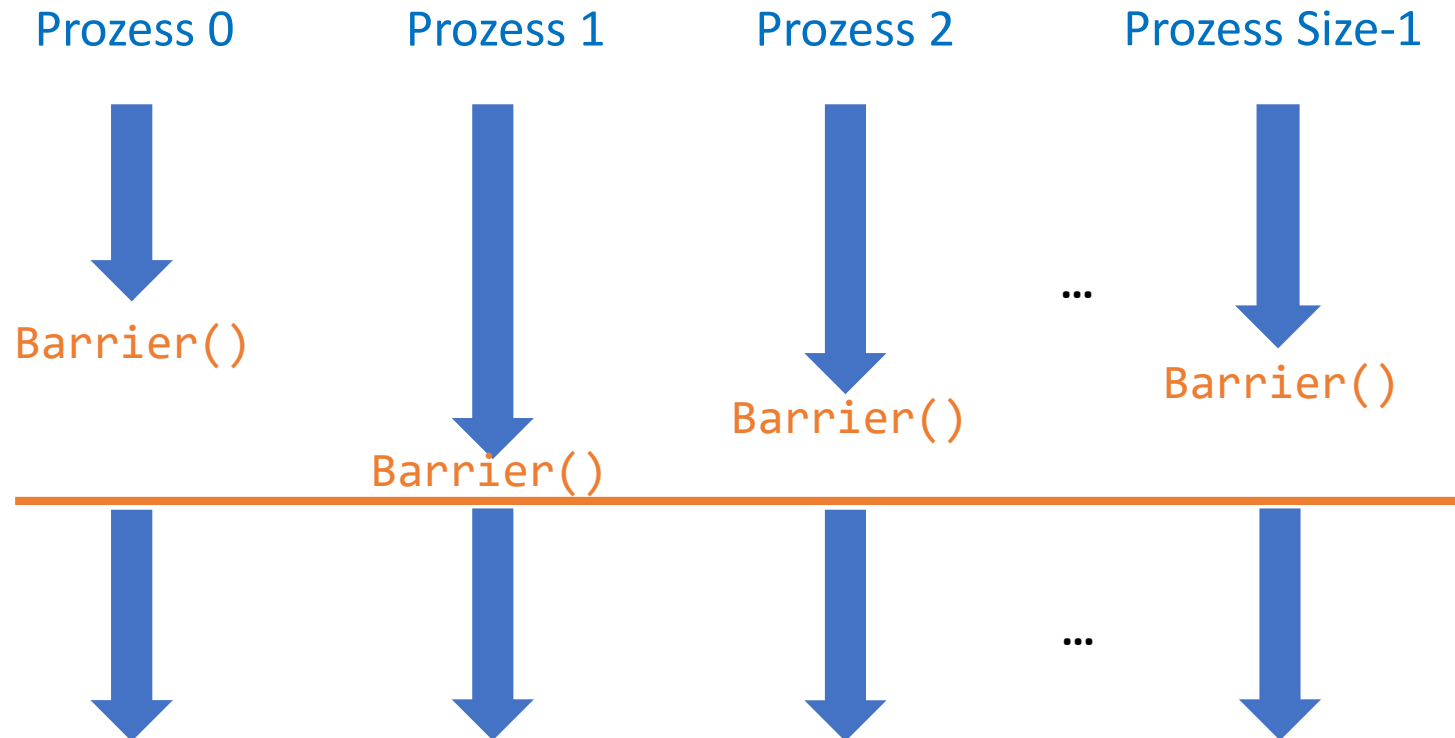 Prozess 0
Prozess 1
Prozess 2
Prozess Size-1
...
Barrier()
Barrier()
Barrier()
Barrier()
...